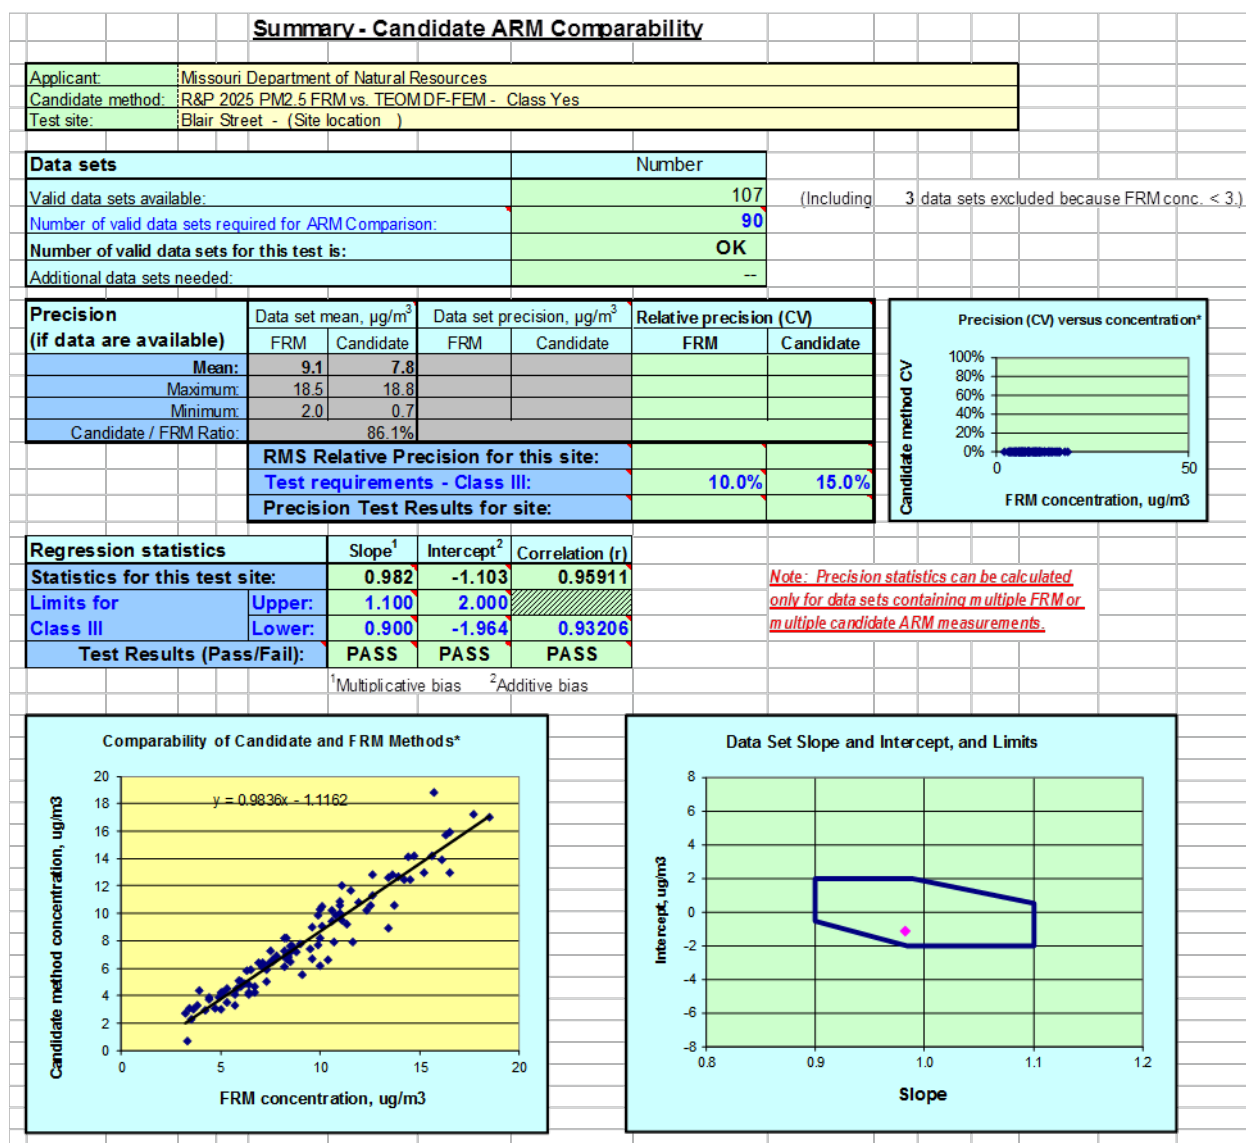 Summary - Candidate ARM Comparability
Applicant: Missouri Department of Natural Resources
Candidate method: R&P 2025 PM2.5 FRM vs. TEOM DF-FEM - Class Yes
Test site: Blair Street - (Site location )
Data sets Number
Valid data sets available: 107 (Including 3 data sets excluded because FRM conc. < 3.)
Number of valid data sets required for ARM Comparison: 90
Number of valid data sets for this test is: OK
Additional data sets needed: --
Precision Data set mean, µg/m³ Data set precision, µg/m³ Relative precision (CV)
(if data are available) FRM Candidate FRM Candidate FRM Candidate
Mean: 9.1 7.8
Maximum: 18.5 18.8
Minimum: 2.0 0.7
Candidate / FRM Ratio: 86.1%
RMS Relative Precision for this site:
Test requirements - Class III: 10.0% 15.0%
Precision Test Results for site:
Precision (CV) versus concentration*
Candidate method CV
100%
80%
60%
40%
20%
0%
0 50
FRM concentration, ug/m3
Regression statistics Slope¹ Intercept² Correlation (r)
Statistics for this test site: 0.982 -1.103 0.95911
Limits for Upper: 1.100 2.000
Class III Lower: 0.900 -1.964 0.93206
Test Results (Pass/Fail): PASS PASS PASS
¹Multiplicative bias ²Additive bias
Note: Precision statistics can be calculated
only for data sets containing multiple FRM or
multiple candidate ARM measurements.
Comparability of Candidate and FRM Methods*
Candidate method concentration, ug/m3
y = 0.9836x - 1.1162
20
18
16
14
12
10
8
6
4
2
0
0 5 10 15 20
FRM concentration, ug/m3
Data Set Slope and Intercept, and Limits
Intercept, ug/m3
8
6
4
2
0
-2
-4
-6
-8
0.8 0.9 1.0 1.1 1.2
Slope